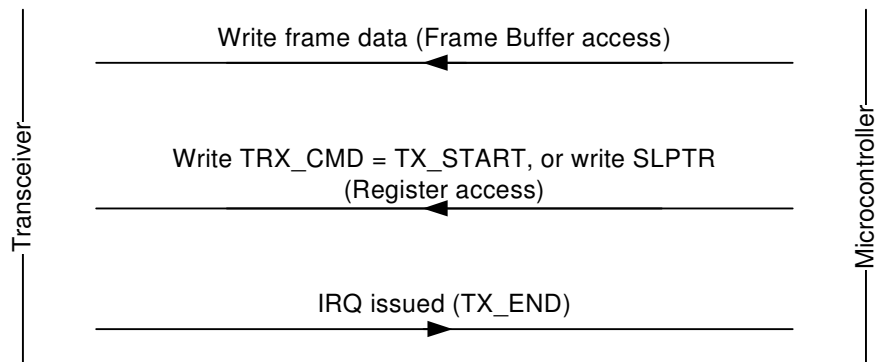 Write frame data (Frame Buffer access)
Transceiver
Write TRX_CMD = TX_START, or write SLPTR
(Register access)
Microcontroller
IRQ issued (TX_END)